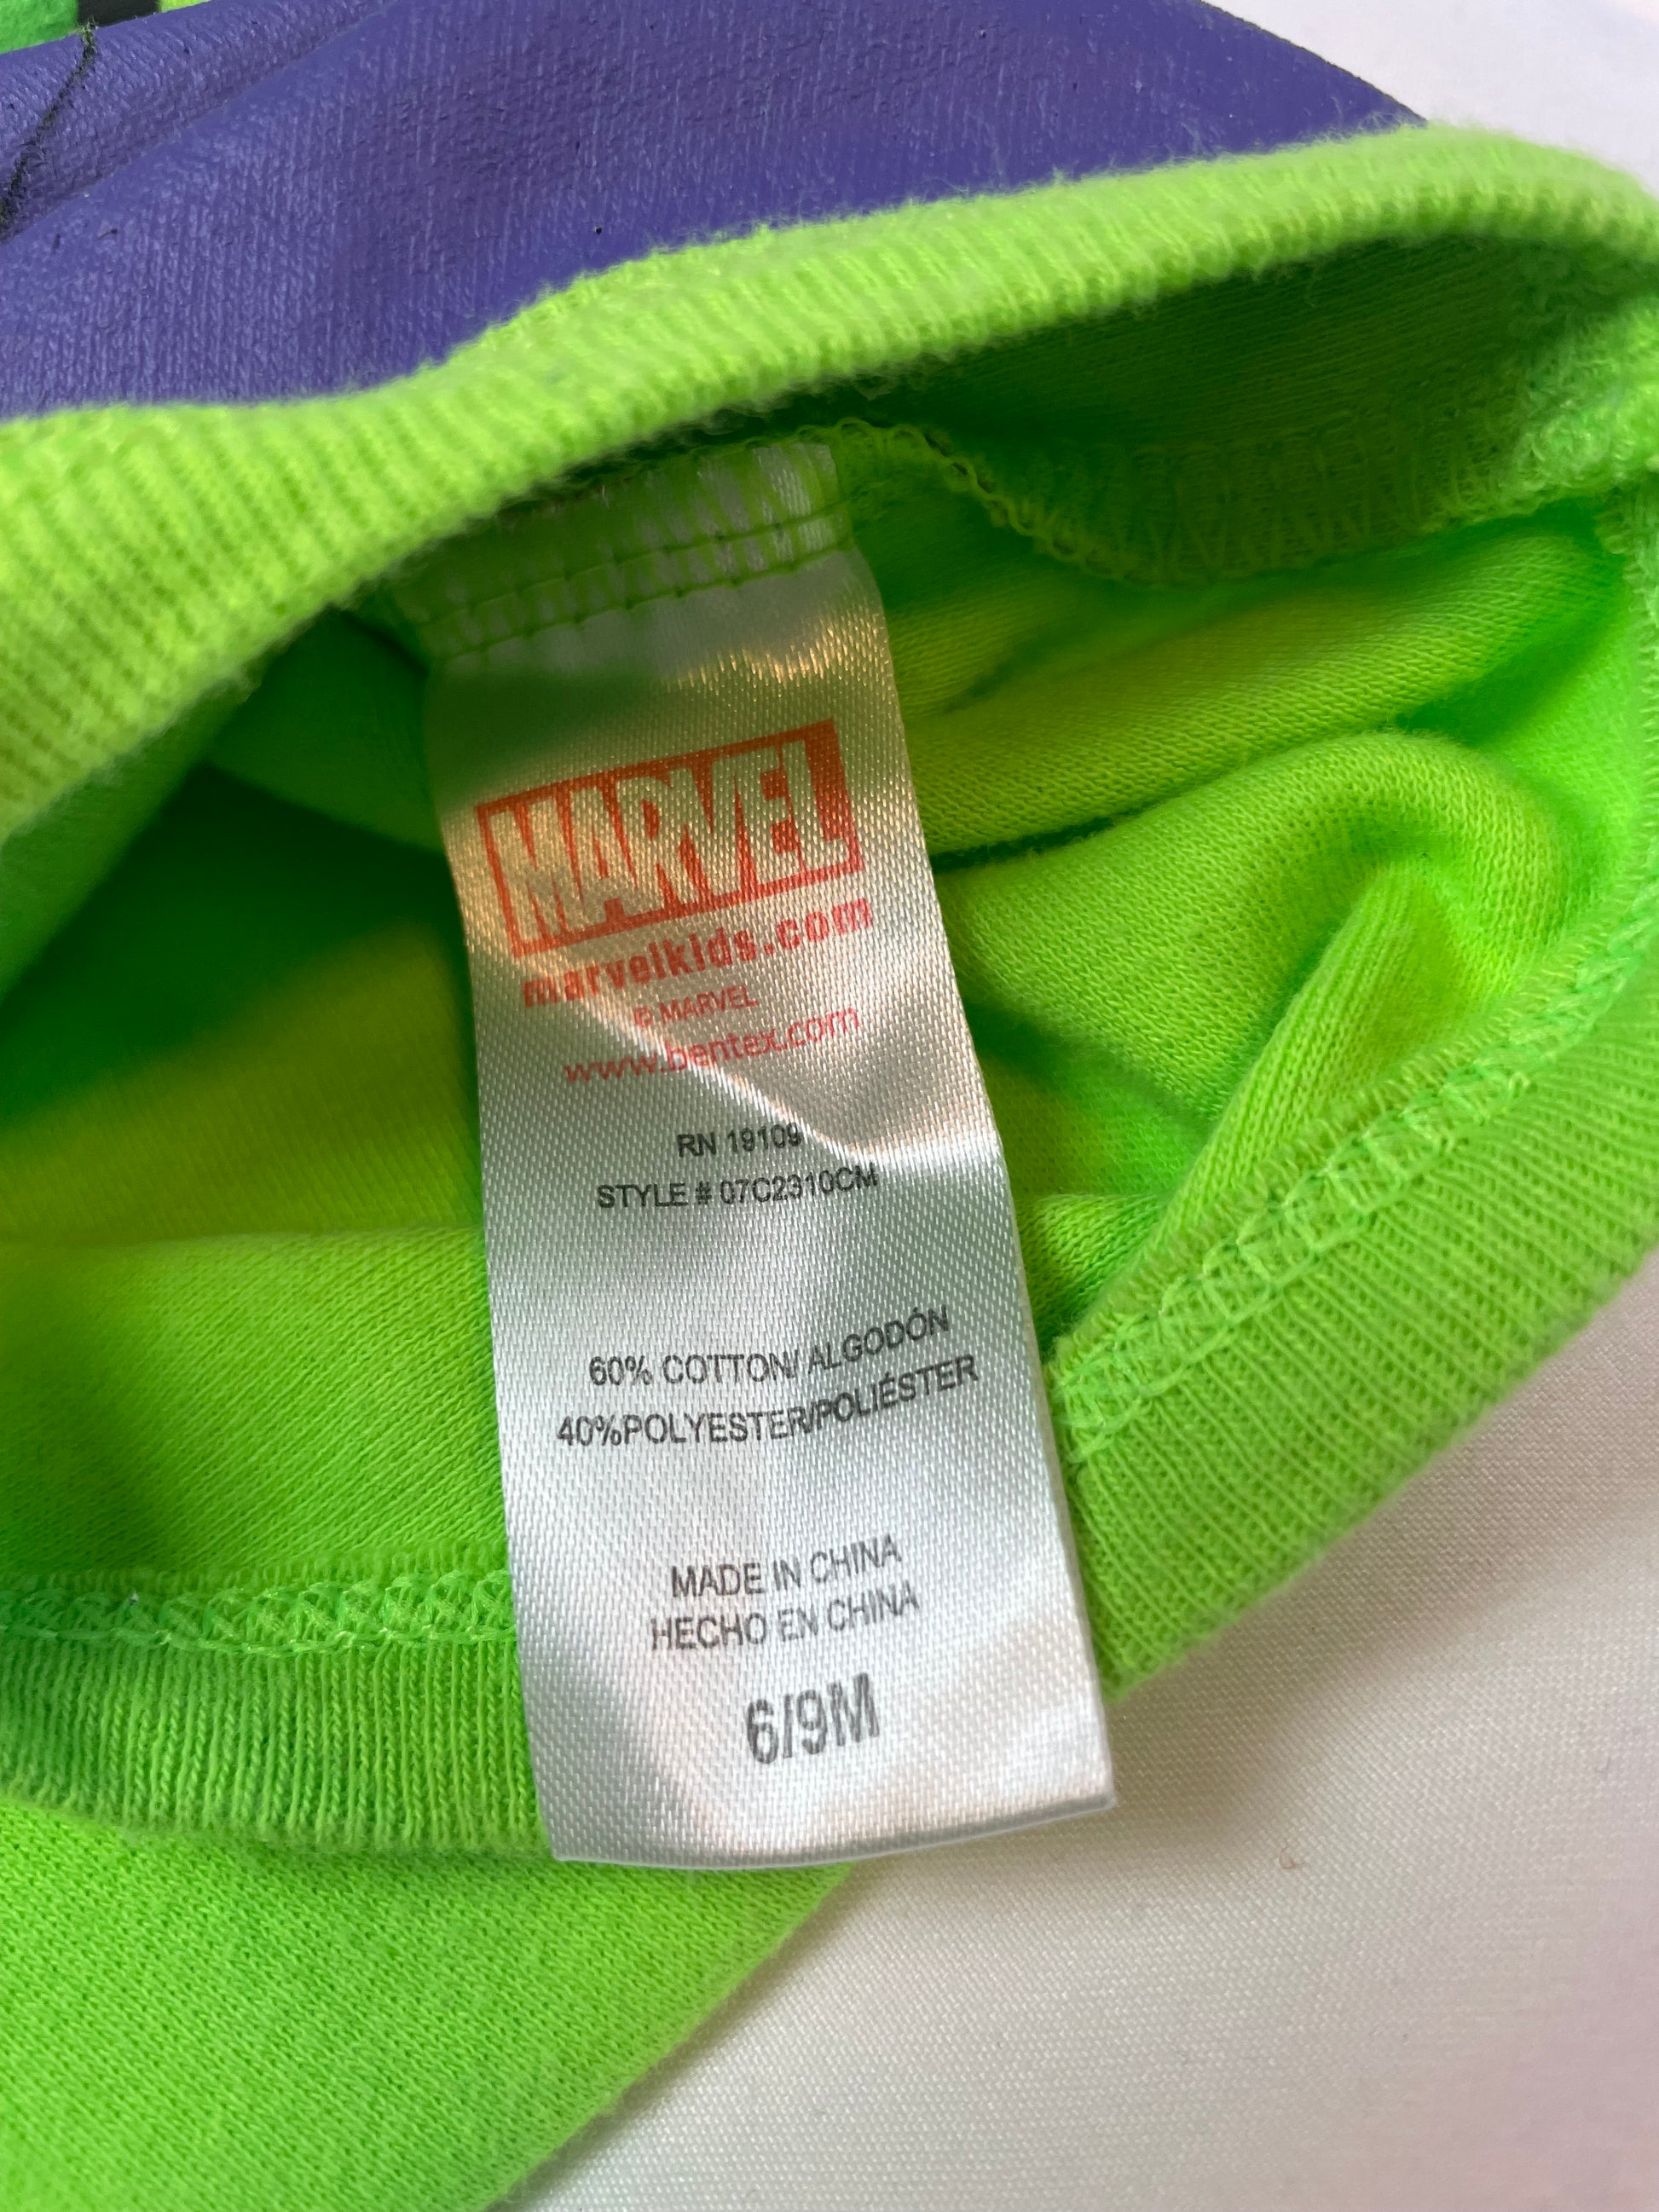 MARVEL
marvelkids.com
© MARVEL
www.bentex.com
RN 19109
STYLE # 07C2310CM
60% COTTON/ ALGODÓN
40%POLYESTER/POLIÉSTER
MADE IN CHINA
HECHO EN CHINA
6/9M